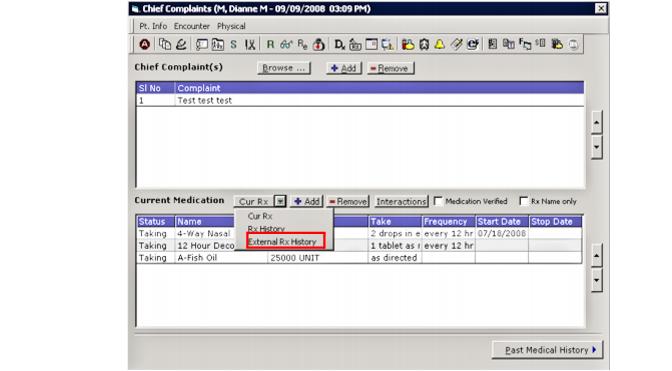 Chief Complaints (M, Dianne M - 09/09/2008 03:09 PM)
Pt. Info Encounter Physical
S R Re D
Chief Complaint(s) Browse ... Add Remove
Sl No Complaint
1 Test test test
Current Medication Cur Rx Add Remove Interactions Medication Verified Rx Name only
Status Name Take Frequency Start Date Stop Date
Cur Rx
Rx History
External Rx History
Taking 4-Way Nasal 2 drops in e every 12 hr 07/18/2008
Taking 12 Hour Deco 1 tablet as every 12 hr
Taking A-Fish Oil 25000 UNIT as directed
Past Medical History